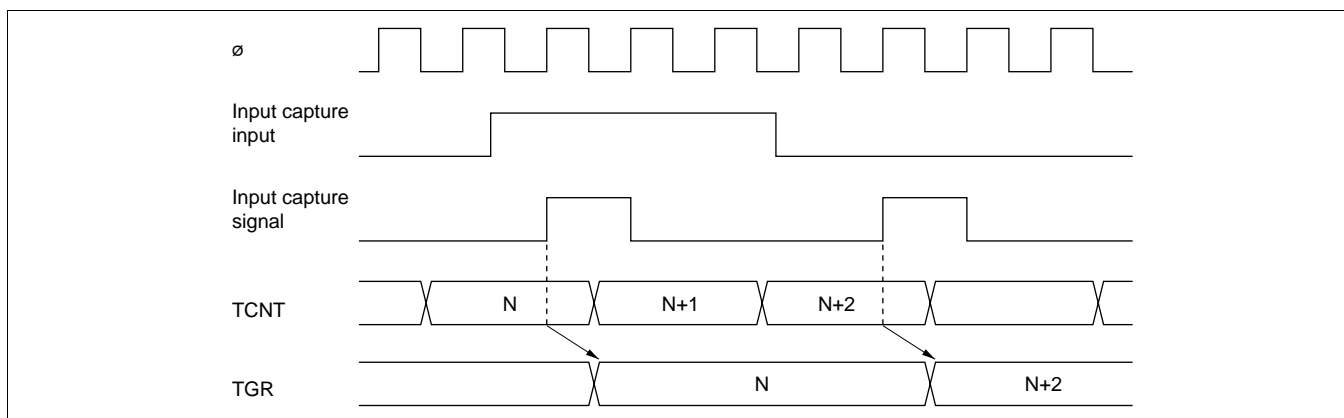 ø
Input capture
input
Input capture
signal
TCNT
N
N+1
N+2
TGR
N
N+2